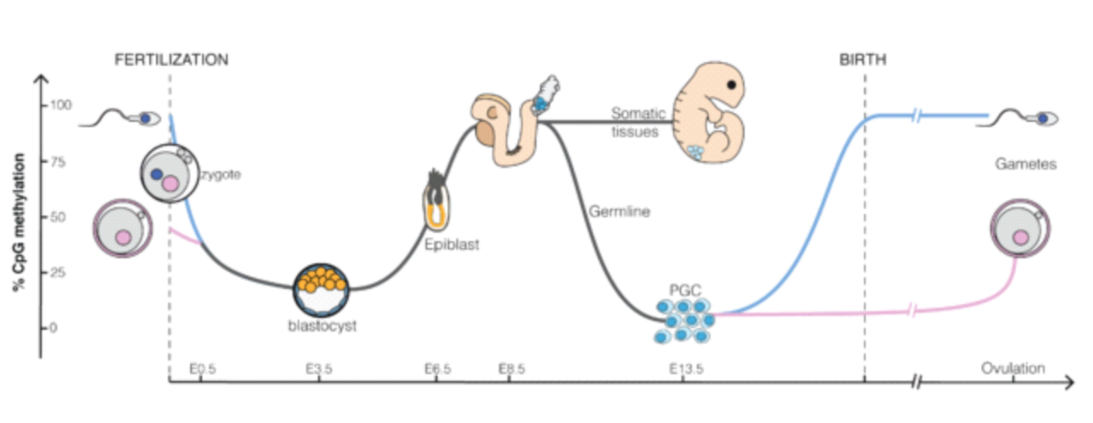 FERTILIZATION
BIRTH
% CpG methylation
100
75
50
25
0
zygote
blastocyst
Epiblast
Somatic
tissues
Germline
PGC
Gametes
E0.5
E3.5
E6.5
E8.5
E13.5
Ovulation